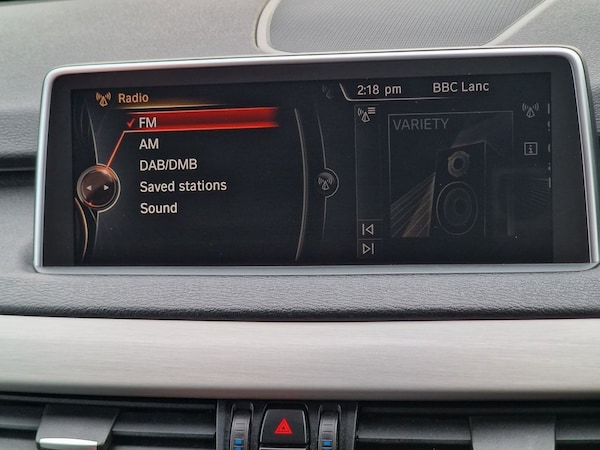 Radio
2:18 pm BBC Lanc
FM
AM
DAB/DMB
Saved stations
Sound
VARIETY